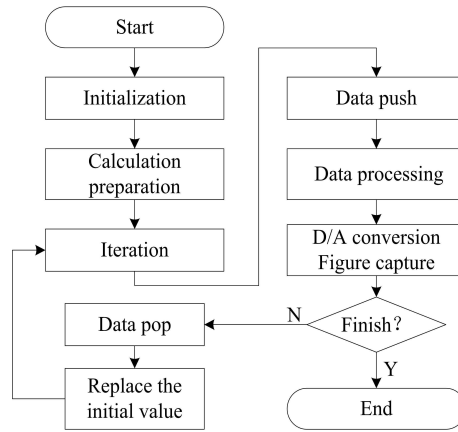 Start
Initialization
Calculation
preparation
Iteration
Data push
Data processing
D/A conversion
Figure capture
Finish?
N
Y
Data pop
Replace the
initial value
End